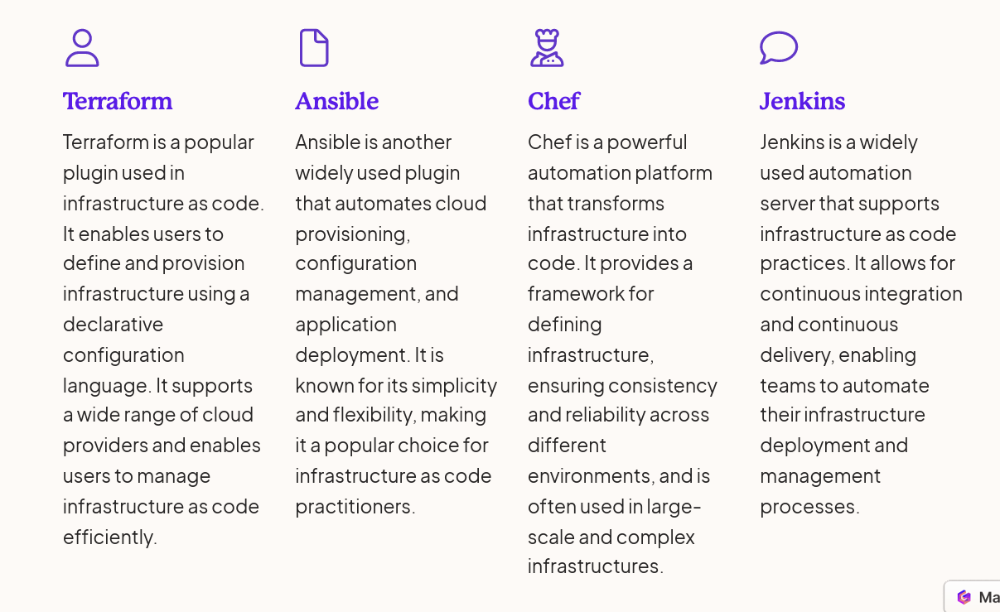 Terraform
Terraform is a popular
plugin used in
infrastructure as code.
It enables users to
define and provision
infrastructure using a
declarative
configuration
language. It supports
a wide range of cloud
providers and enables
users to manage
infrastructure as code
efficiently.
Ansible
Ansible is another
widely used plugin
that automates cloud
provisioning,
configuration
management, and
application
deployment. It is
known for its simplicity
and flexibility, making
it a popular choice for
infrastructure as code
practitioners.
Chef
Chef is a powerful
automation platform
that transforms
infrastructure into
code. It provides a
framework for
defining
infrastructure,
ensuring consistency
and reliability across
different
environments, and is
often used in large-
scale and complex
infrastructures.
Jenkins
Jenkins is a widely
used automation
server that supports
infrastructure as code
practices. It allows for
continuous integration
and continuous
delivery, enabling
teams to automate
their infrastructure
deployment and
management
processes.
Ma